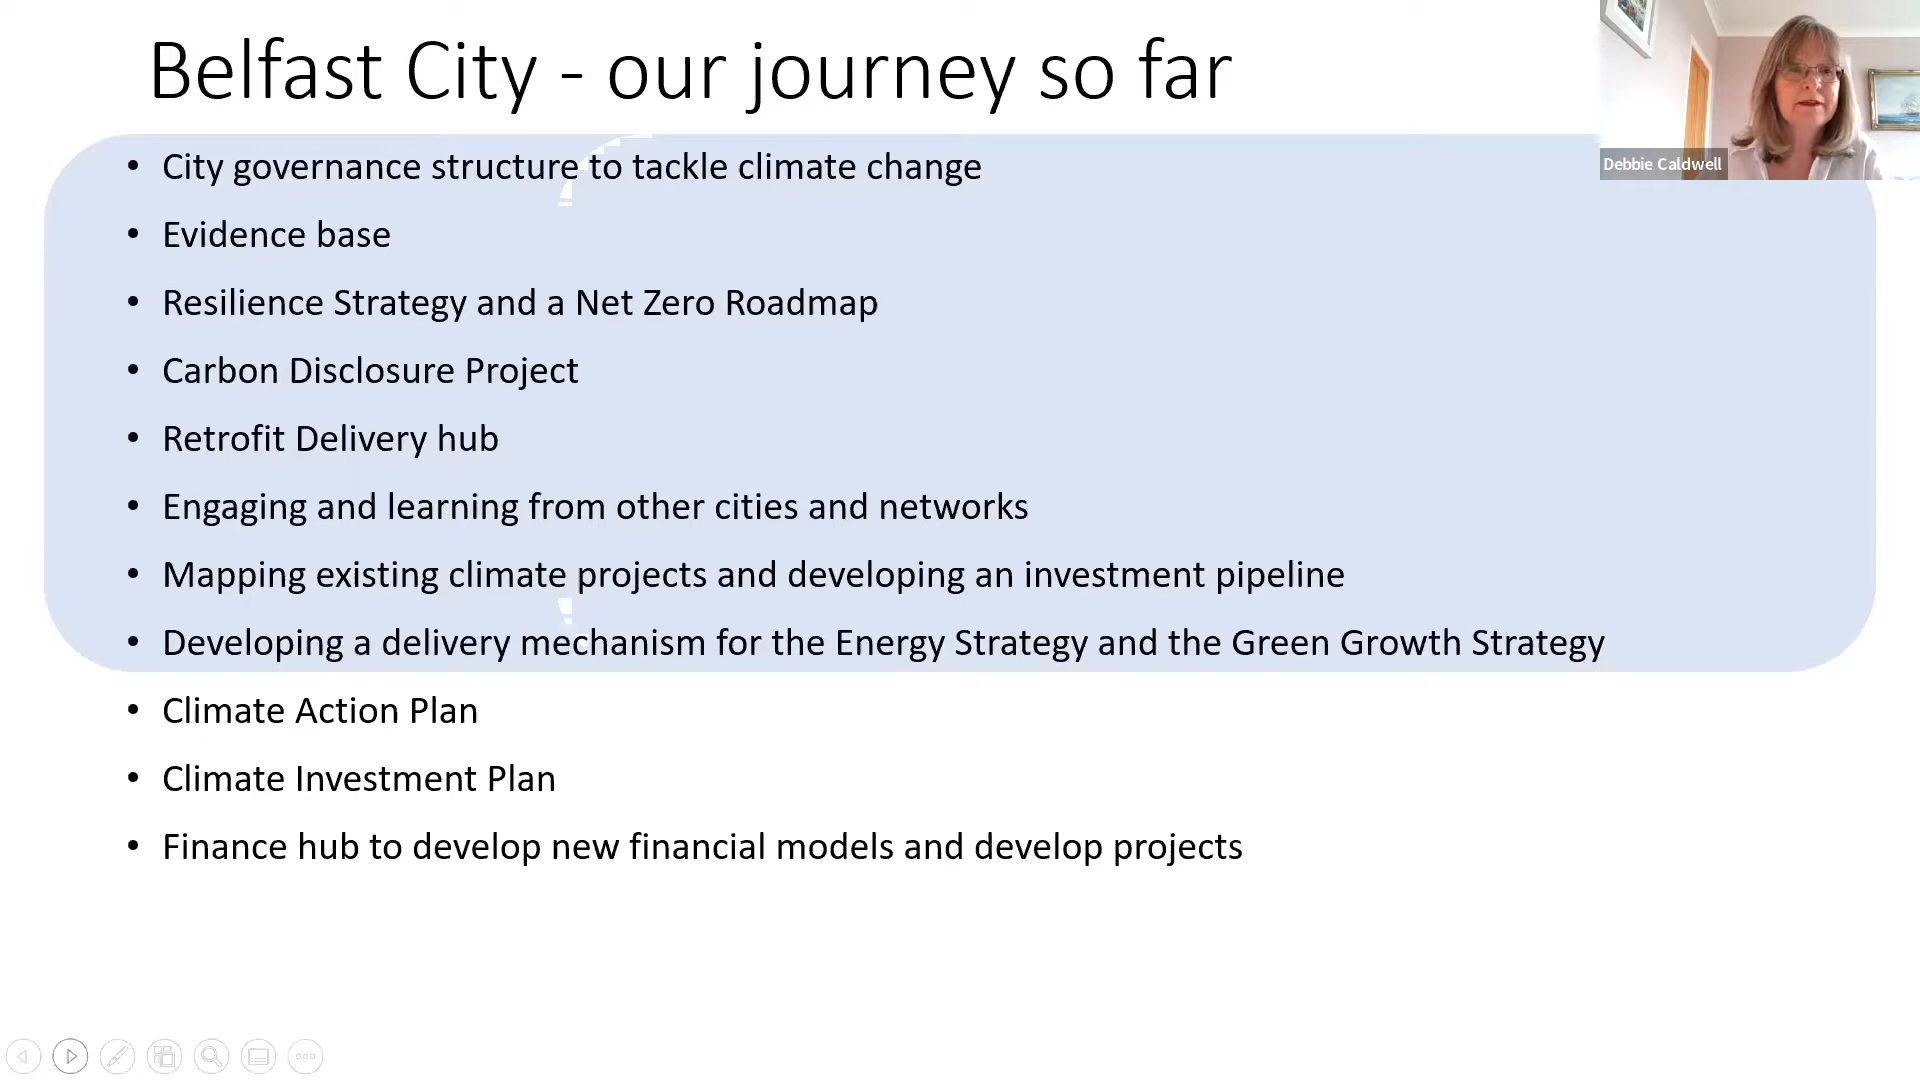 Belfast City - our journey so far
Debbie Caldwell
• City governance structure to tackle climate change
• Evidence base
• Resilience Strategy and a Net Zero Roadmap
• Carbon Disclosure Project
• Retrofit Delivery hub
• Engaging and learning from other cities and networks
• Mapping existing climate projects and developing an investment pipeline
• Developing a delivery mechanism for the Energy Strategy and the Green Growth Strategy
• Climate Action Plan
• Climate Investment Plan
• Finance hub to develop new financial models and develop projects